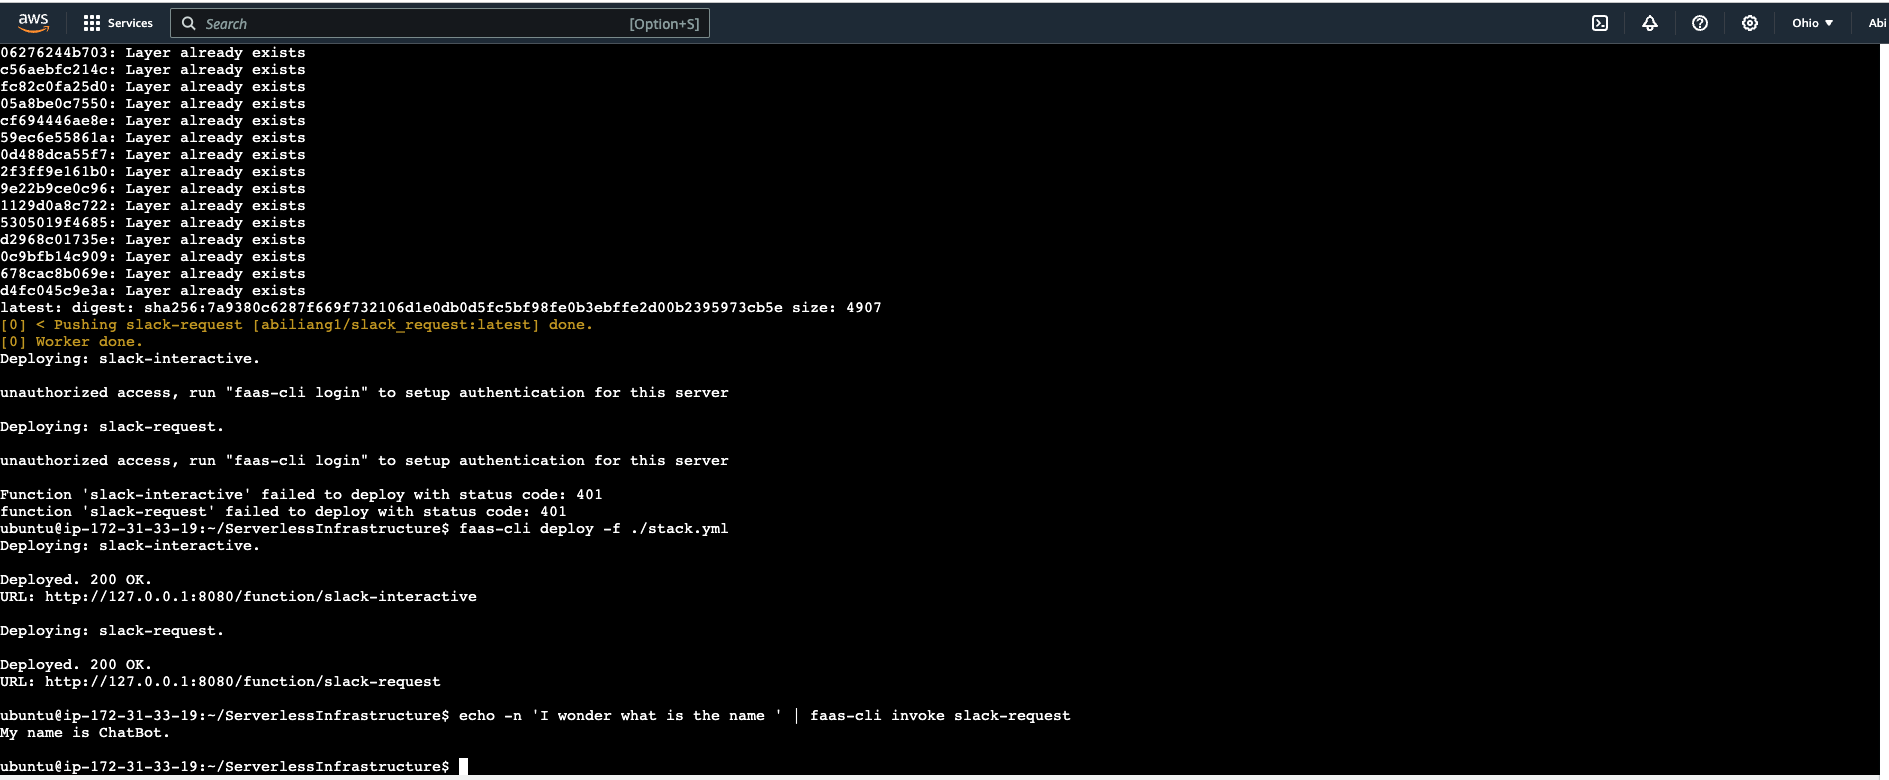 aws
Services
Search
[Option+S]
Ohio
Abi
06276244b703: Layer already exists
c56aebfc214c: Layer already exists
fc82c0fa25d0: Layer already exists
05a8be0c7550: Layer already exists
cf694446ae8e: Layer already exists
59ec6e55861a: Layer already exists
0d488dca55f7: Layer already exists
2f3ff9e161b0: Layer already exists
9e22b9ce0c96: Layer already exists
1129d0a8c722: Layer already exists
5305019f4685: Layer already exists
d2968c01735e: Layer already exists
0c9bfb14c909: Layer already exists
678cac8b069e: Layer already exists
d4fc045c9e3a: Layer already exists
latest: digest: sha256:7a9380c6287f669f732106d1e0db0d5fc5bf98fe0b3ebffe2d00b2395973cb5e size: 4907
[0] < Pushing slack-request [abiliang1/slack_request:latest] done.
[0] Worker done.
Deploying: slack-interactive.
unauthorized access, run "faas-cli login" to setup authentication for this server
Deploying: slack-request.
unauthorized access, run "faas-cli login" to setup authentication for this server
Function 'slack-interactive' failed to deploy with status code: 401
function 'slack-request' failed to deploy with status code: 401
ubuntu@ip-172-31-33-19:~/ServerlessInfrastructure$ faas-cli deploy -f ./stack.yml
Deploying: slack-interactive.
Deployed. 200 OK.
URL: http://127.0.0.1:8080/function/slack-interactive
Deploying: slack-request.
Deployed. 200 OK.
URL: http://127.0.0.1:8080/function/slack-request
ubuntu@ip-172-31-33-19:~/ServerlessInfrastructure$ echo -n 'I wonder what is the name ' | faas-cli invoke slack-request
My name is ChatBot.
ubuntu@ip-172-31-33-19:~/ServerlessInfrastructure$